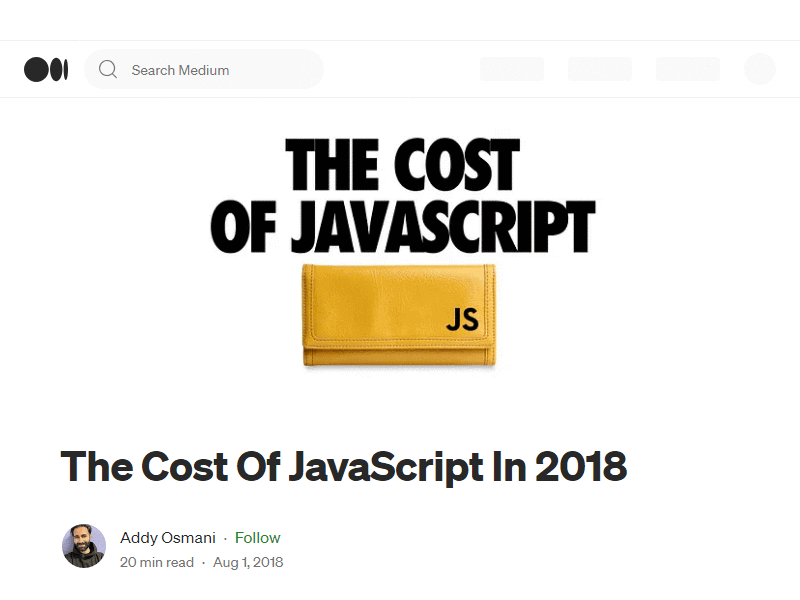 Search Medium
THE COST
OF JAVASCRIPT
JS
The Cost Of JavaScript In 2018
Addy Osmani · Follow
20 min read · Aug 1, 2018